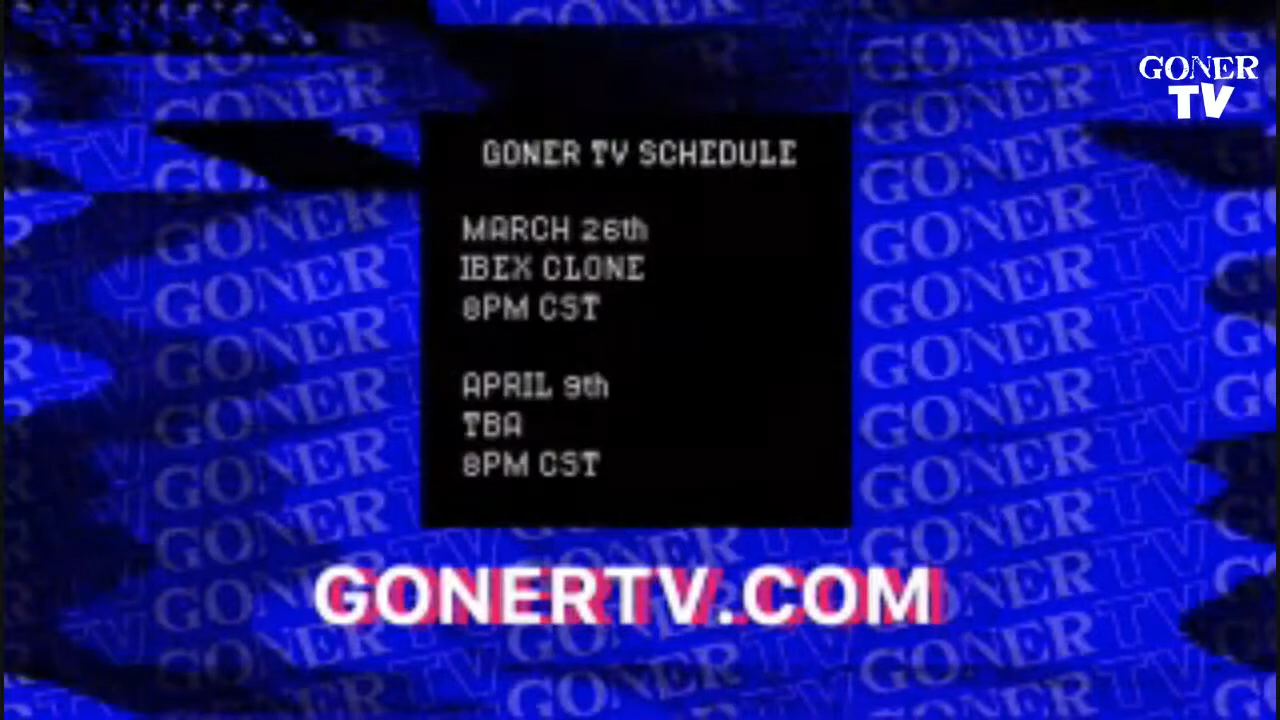 GONER
TV
GONER TV SCHEDULE
MARCH 26th
IBEX CLONE
8PM CST
APRIL 9th
TBA
8PM CST
GONERTV.COM